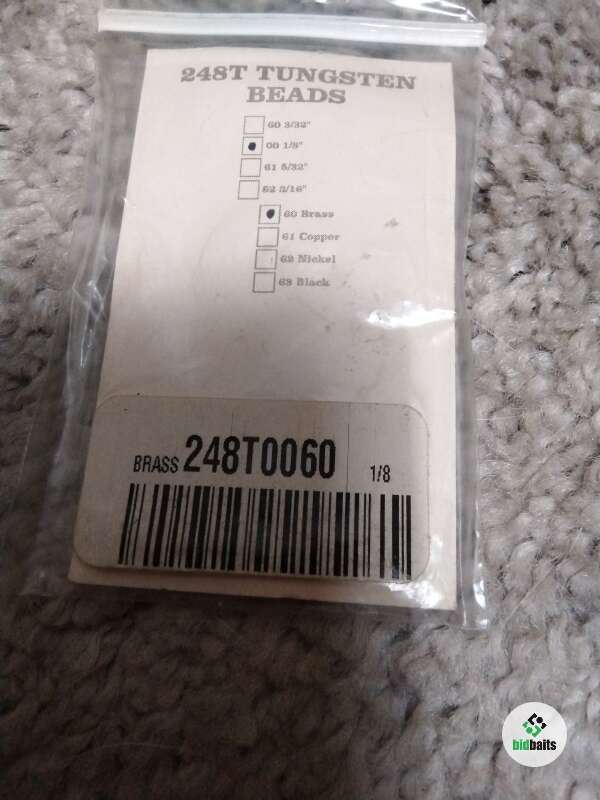 248T TUNGSTEN
BEADS
60 3/32"
00 1/8"
61 5/32"
62 3/16"
60 Brass
61 Copper
62 Nickel
63 Black
BRASS 248T0060 1/8
bidbaits